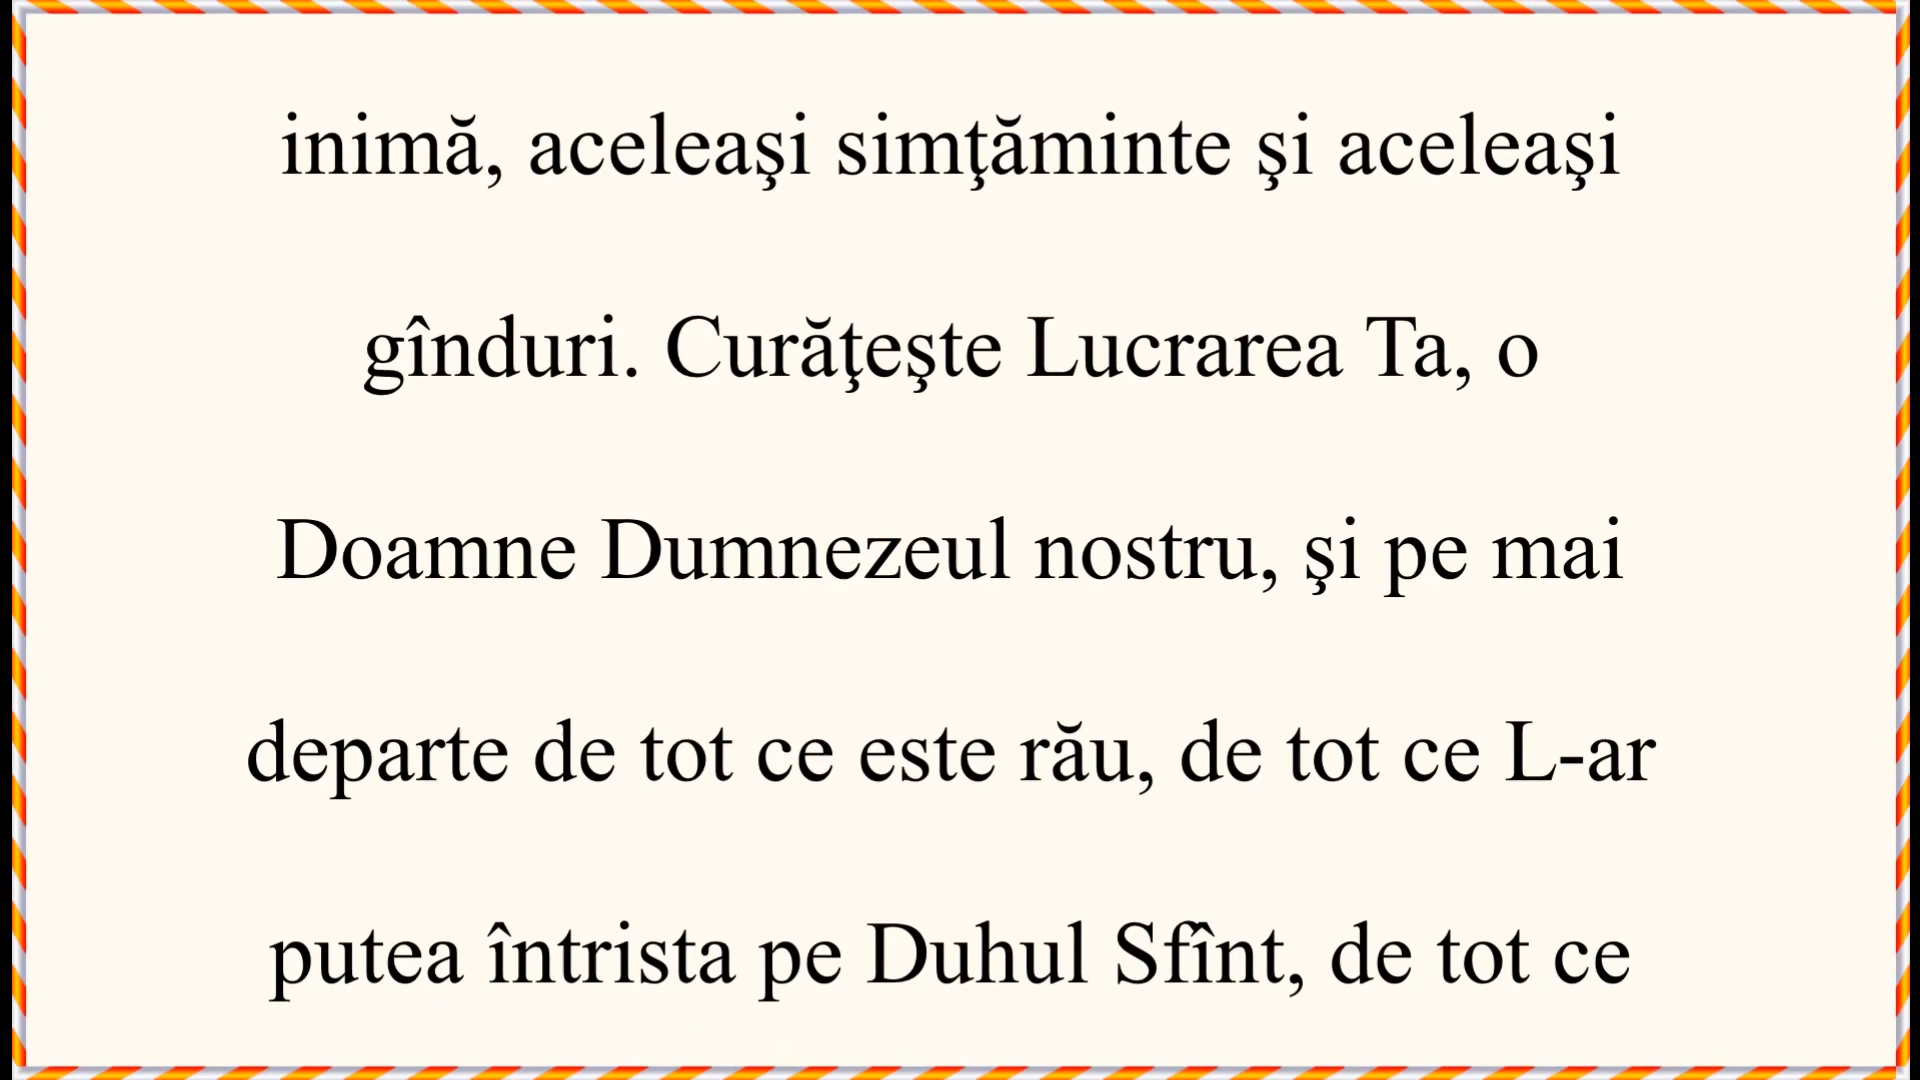 inimă, aceleaşi simţăminte şi aceleaşi
gînduri. Curăţeşte Lucrarea Ta, o
Doamne Dumnezeul nostru, şi pe mai
departe de tot ce este rău, de tot ce L-ar
putea întrista pe Duhul Sfînt, de tot ce